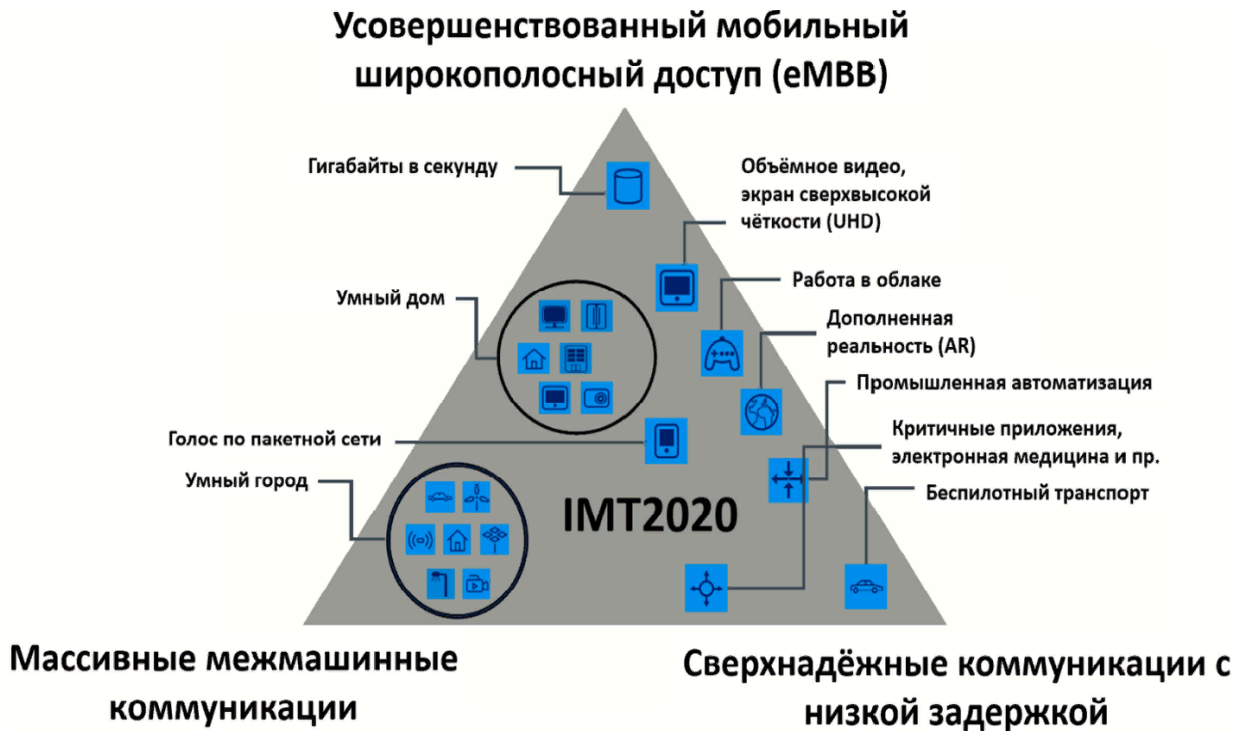 Усовершенствованный мобильный
широкополосный доступ (eMBB)
Гигабайты в секунду
Объёмное видео,
экран сверхвысокой
чёткости (UHD)
Умный дом
Работа в облаке
Дополненная
реальность (AR)
Промышленная автоматизация
Голос по пакетной сети
Критичные приложения,
электронная медицина и пр.
Умный город
Беспилотный транспорт
IMT2020
Массивные межмашинные
коммуникации
Сверхнадёжные коммуникации с
низкой задержкой